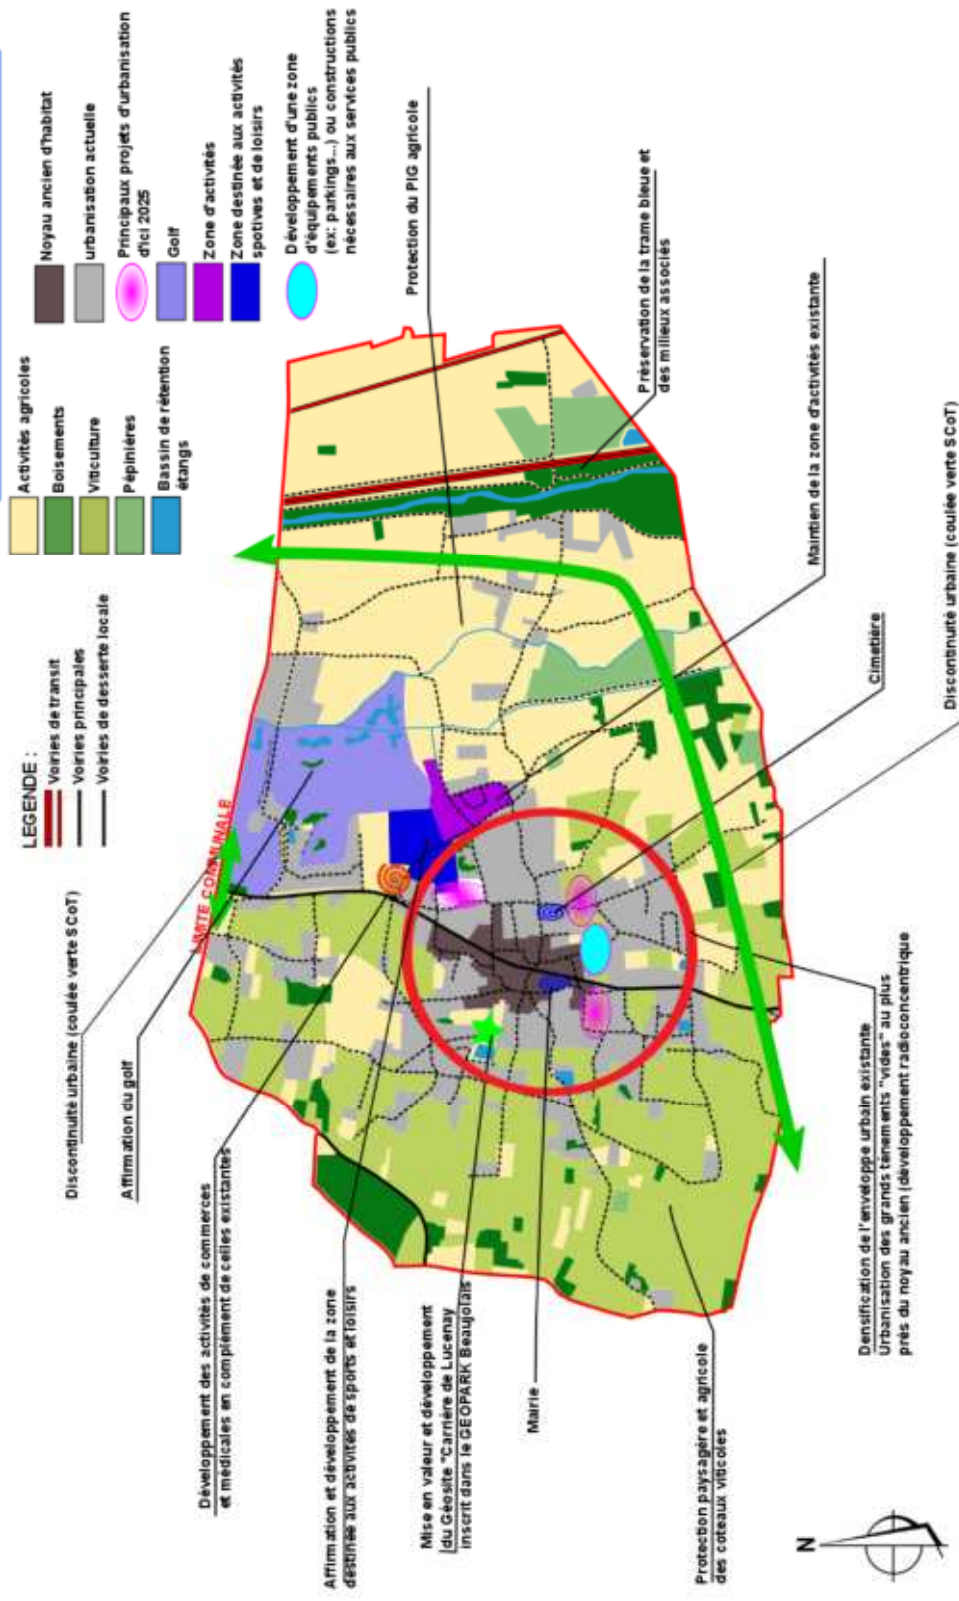 LEGENDE :
Voiries de transit
Voiries principales
Voiries de desserte locale
Activités agricoles
Boisements
Viticulture
Pépinières
Bassin de rétention
étangs
Noyau ancien d'habitat
urbanisation actuelle
Principaux projets d'urbanisation
d'ici 2025
Golf
Zone d'activités
Zone destinée aux activités
spotives et de loisirs
Développement d'une zone
d'équipements publics
(ex: parkings...) ou constructions
nécessaires aux services publics
LIMITE COMMUNALE
Discontinuité urbaine (coulée verte SCoT)
Affirmation du golf
Développement des activités de commerces
et médicales en complément de celles existantes
Affirmation et développement de la zone
destinée aux activités de sports et loisirs
Mise en valeur et développement
du Géosite "Carrière de Lucenay
inscrit dans le GEOPARK Beaujolais
Mairie
Protection paysagère et agricole
des coteaux viticoles
N
Protection du PIG agricole
Préservation de la trame bleue et
des milieux associés
Maintien de la zone d'activités existante
Cimetière
Discontinuité urbaine (coulée verte SCoT)
Densification de l'enveloppe urbain existante
Urbanisation des grands tènements "vides" au plus
près du noyau ancien (développement radioconcentrique